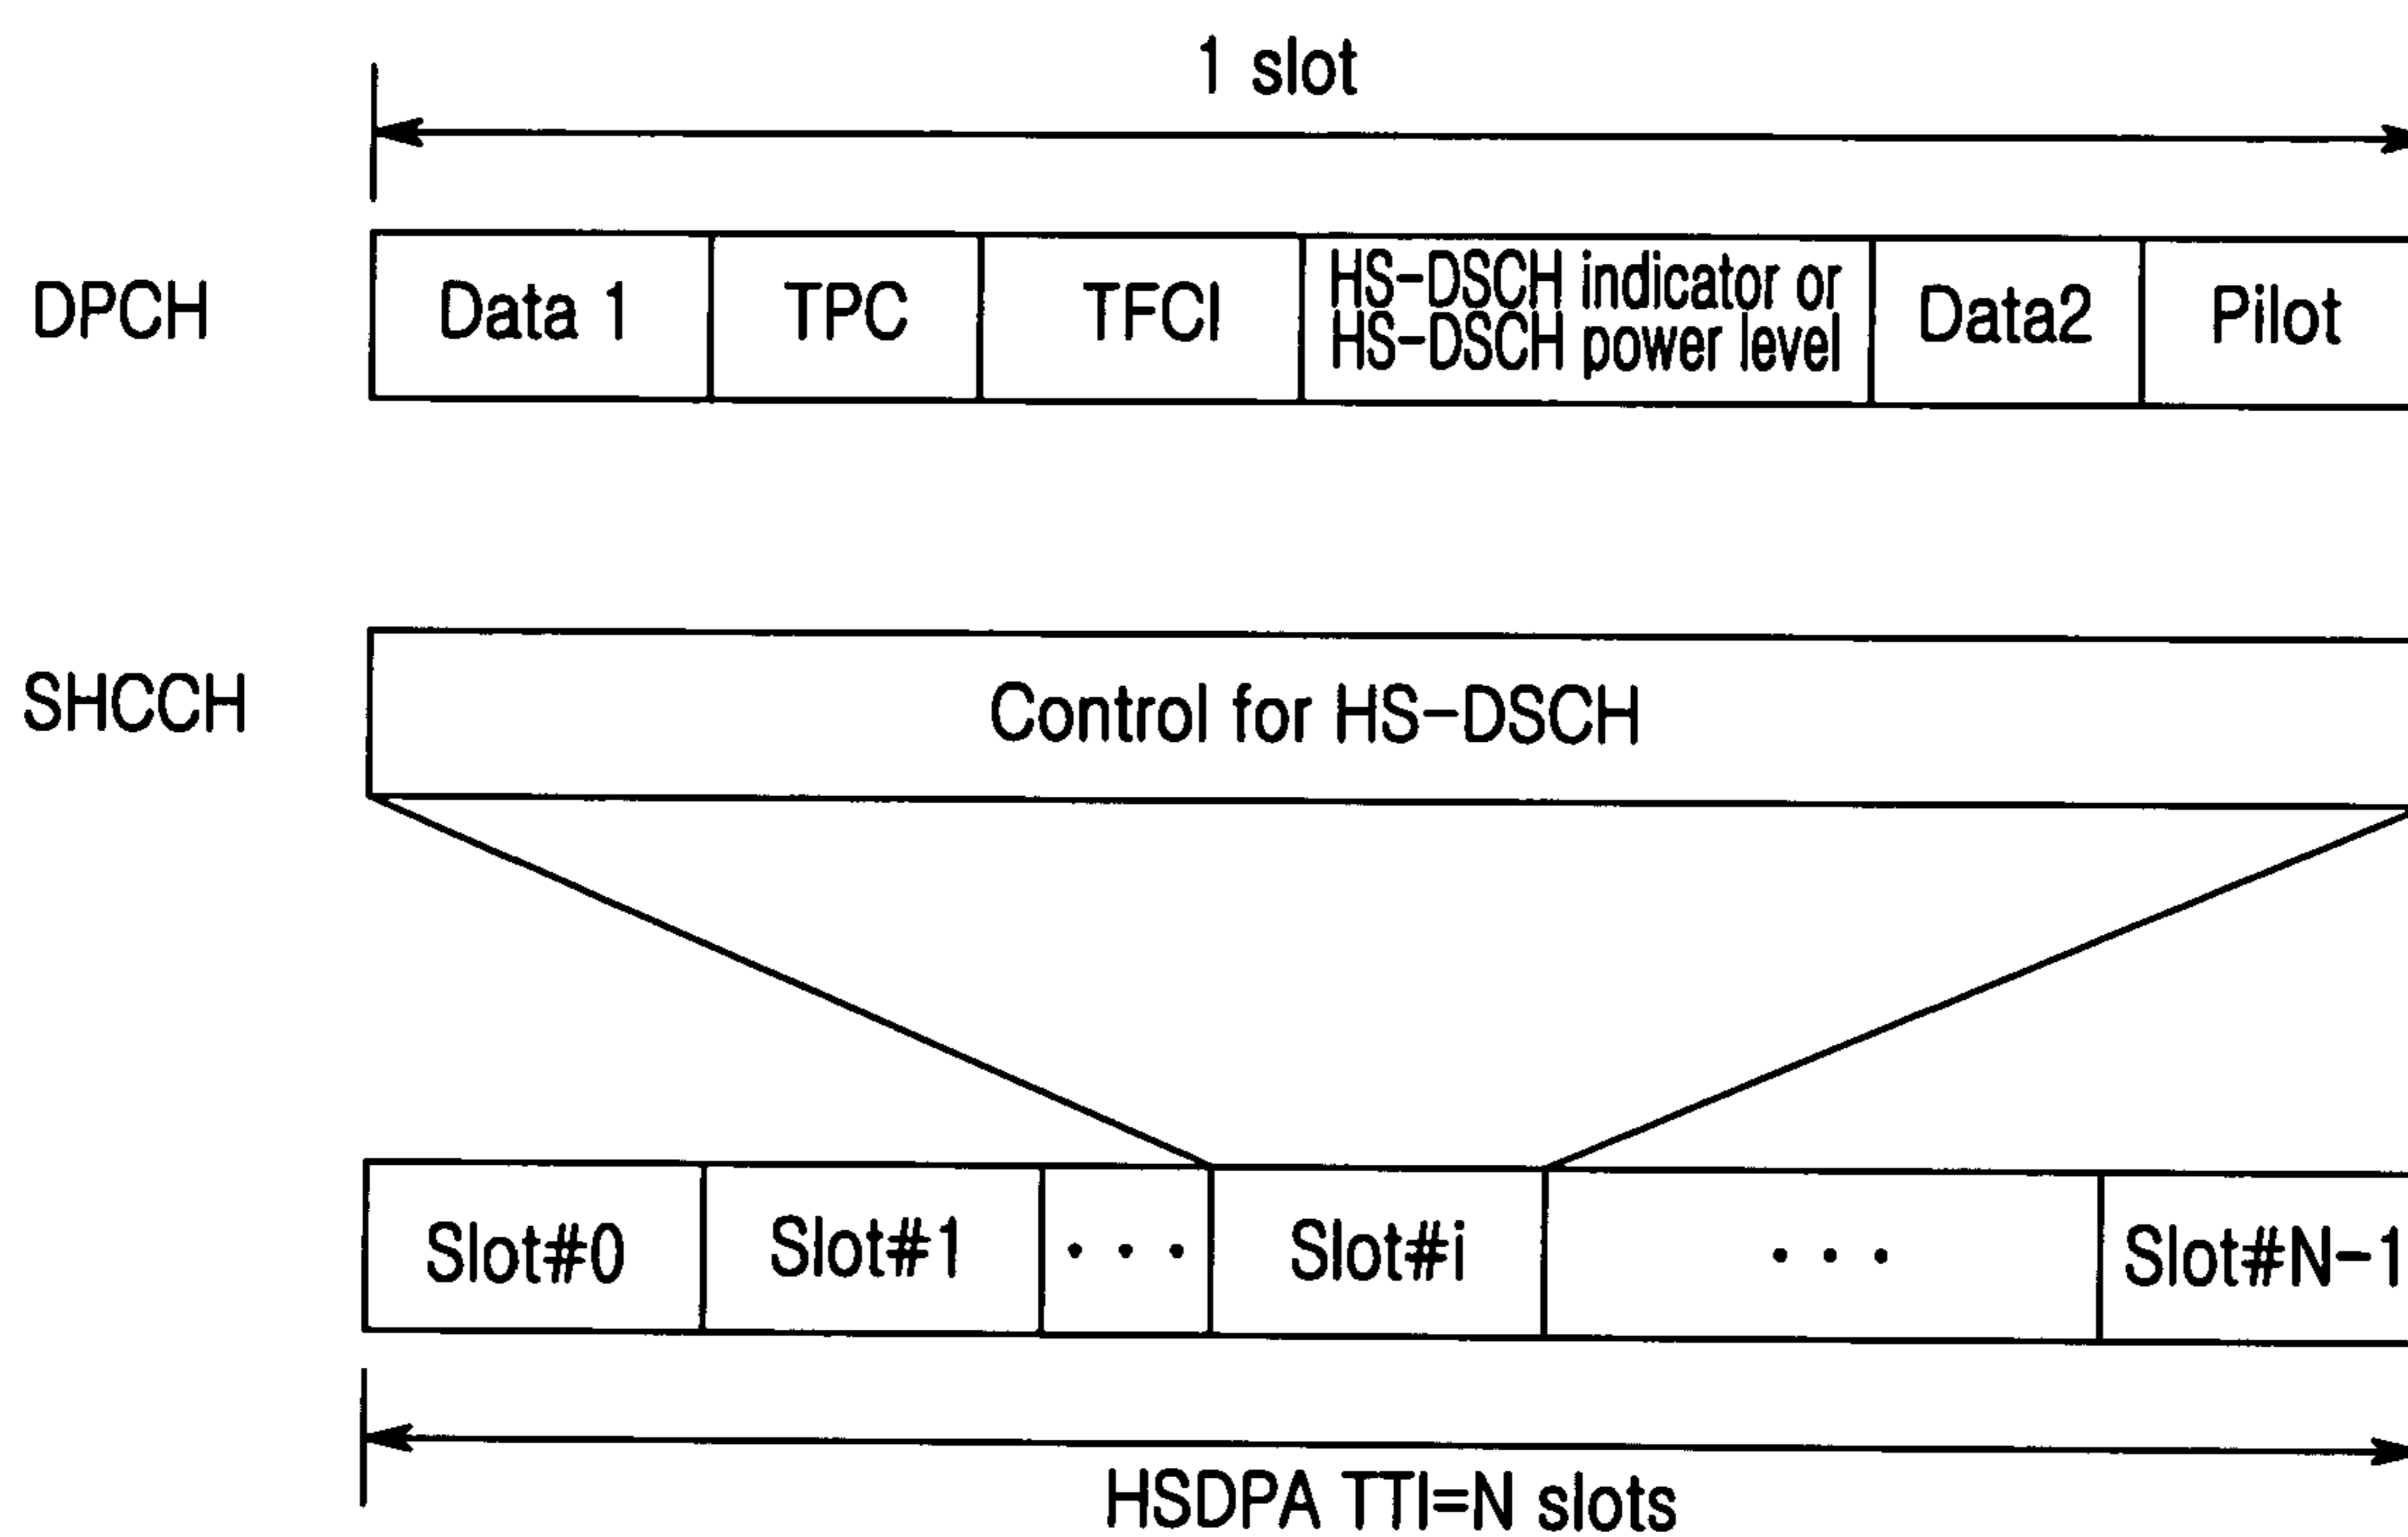 1 slot
DPCH
Data 1
TPC
TFCI
HS-DSCH indicator or
HS-DSCH power level
Data2
Pilot
SHCCH
Control for HS-DSCH
Slot#0
Slot#1
• • •
Slot#i
• • •
Slot#N-1
HSDPA TTI=N slots